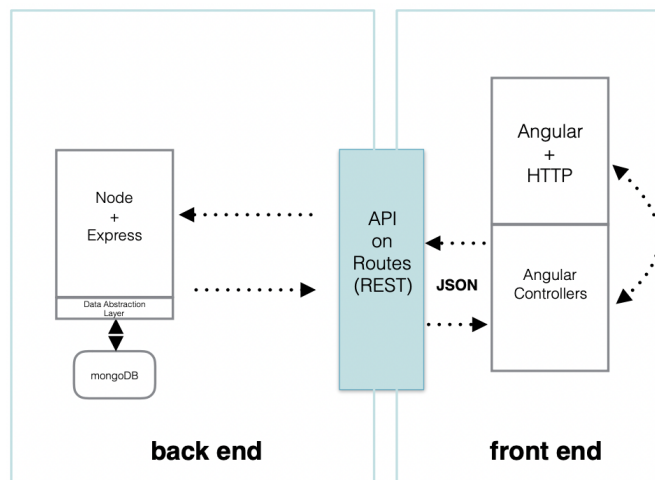 Node
+
Express
Data Abstraction
Layer
mongoDB
back end
API
on
Routes
(REST)
JSON
Angular
+
HTTP
Angular
Controllers
front end